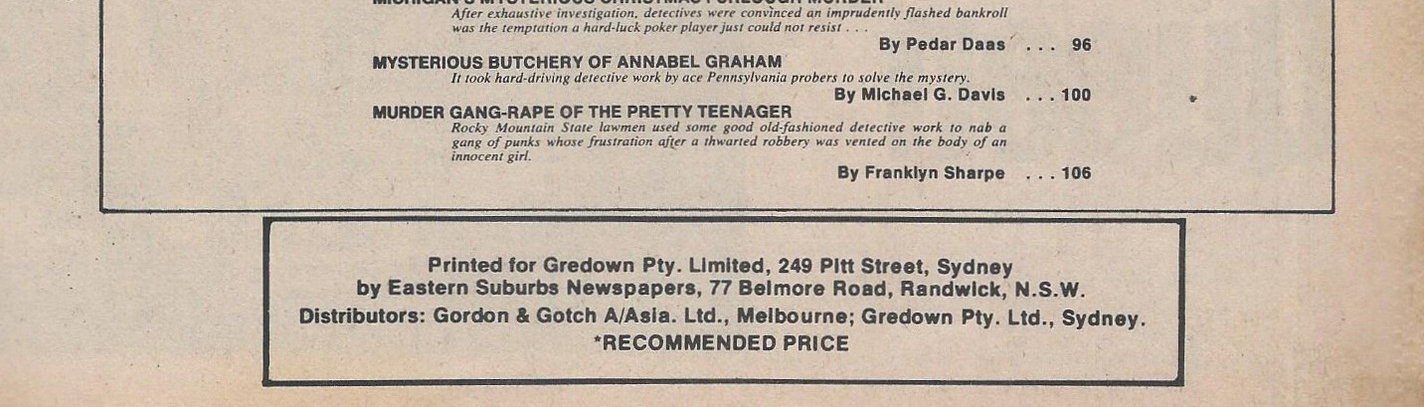 MICHIGAN'S MYSTERIOUS CHRISTMAS FURLOUGH MURDER
After exhaustive investigation, detectives were convinced an imprudently flashed bankroll
was the temptation a hard-luck poker player just could not resist . . .
By Pedar Daas . . . 96
MYSTERIOUS BUTCHERY OF ANNABEL GRAHAM
It took hard-driving detective work by ace Pennsylvania probers to solve the mystery.
By Michael G. Davis . . . 100
MURDER GANG-RAPE OF THE PRETTY TEENAGER
Rocky Mountain State lawmen used some good old-fashioned detective work to nab a
gang of punks whose frustration after a thwarted robbery was vented on the body of an
innocent girl.
By Franklyn Sharpe . . . 106
Printed for Gredown Pty. Limited, 249 Pitt Street, Sydney
by Eastern Suburbs Newspapers, 77 Belmore Road, Randwick, N.S.W.
Distributors: Gordon & Gotch A/Asia. Ltd., Melbourne; Gredown Pty. Ltd., Sydney.
*RECOMMENDED PRICE